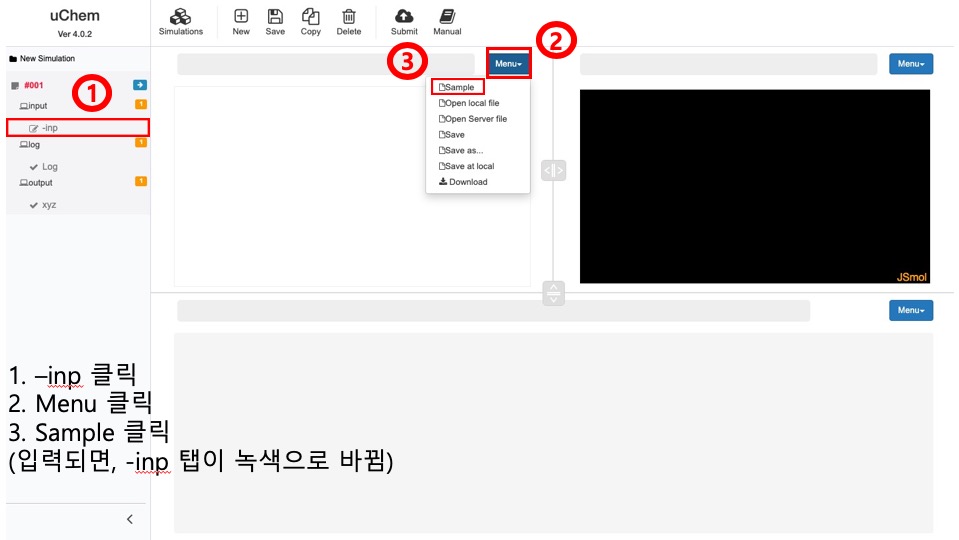 uChem
Ver 4.0.2
Simulations
New
Save
Copy
Delete
Submit
Manual
New Simulation
#001
input
1
-inp
log
1
Log
output
1
xyz
1
2
3
Menu
Sample
Open local file
Open Server file
Save
Save as...
Save at local
Download
Menu
JSmol
Menu
1. –inp 클릭
2. Menu 클릭
3. Sample 클릭
(입력되면, -inp 탭이 녹색으로 바뀜)